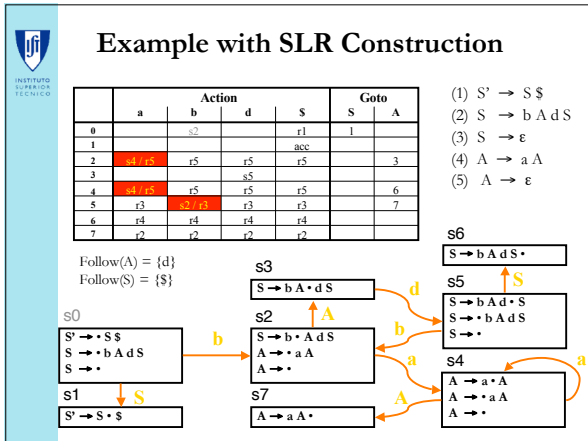 Example with SLR Construction
INSTITUTO
SUPERIOR
TECNICO
Action Goto
a b d $ S A
0 s2 r1 1
1 acc
2 s4 / r5 r5 r5 r5 3
3 s5
4 s4 / r5 r5 r5 r5 6
5 r3 s2 / r3 r3 r3 7
6 r4 r4 r4 r4
7 r2 r2 r2 r2
(1) S' → S $
(2) S → b A d S
(3) S → ε
(4) A → a A
(5) A → ε
Follow(A) = {d}
Follow(S) = {$}
s0
S' → • S $
S → • b A d S
S → •
s1
S' → S • $
s3
S → b A • d S
s2
S → b • A d S
A → • a A
A → •
s7
A → a A •
s6
S → b A d S •
s5
S → b A d • S
S → • b A d S
S → •
s4
A → a • A
A → • a A
A → •
b
S
A
d
b
a
A
S
a